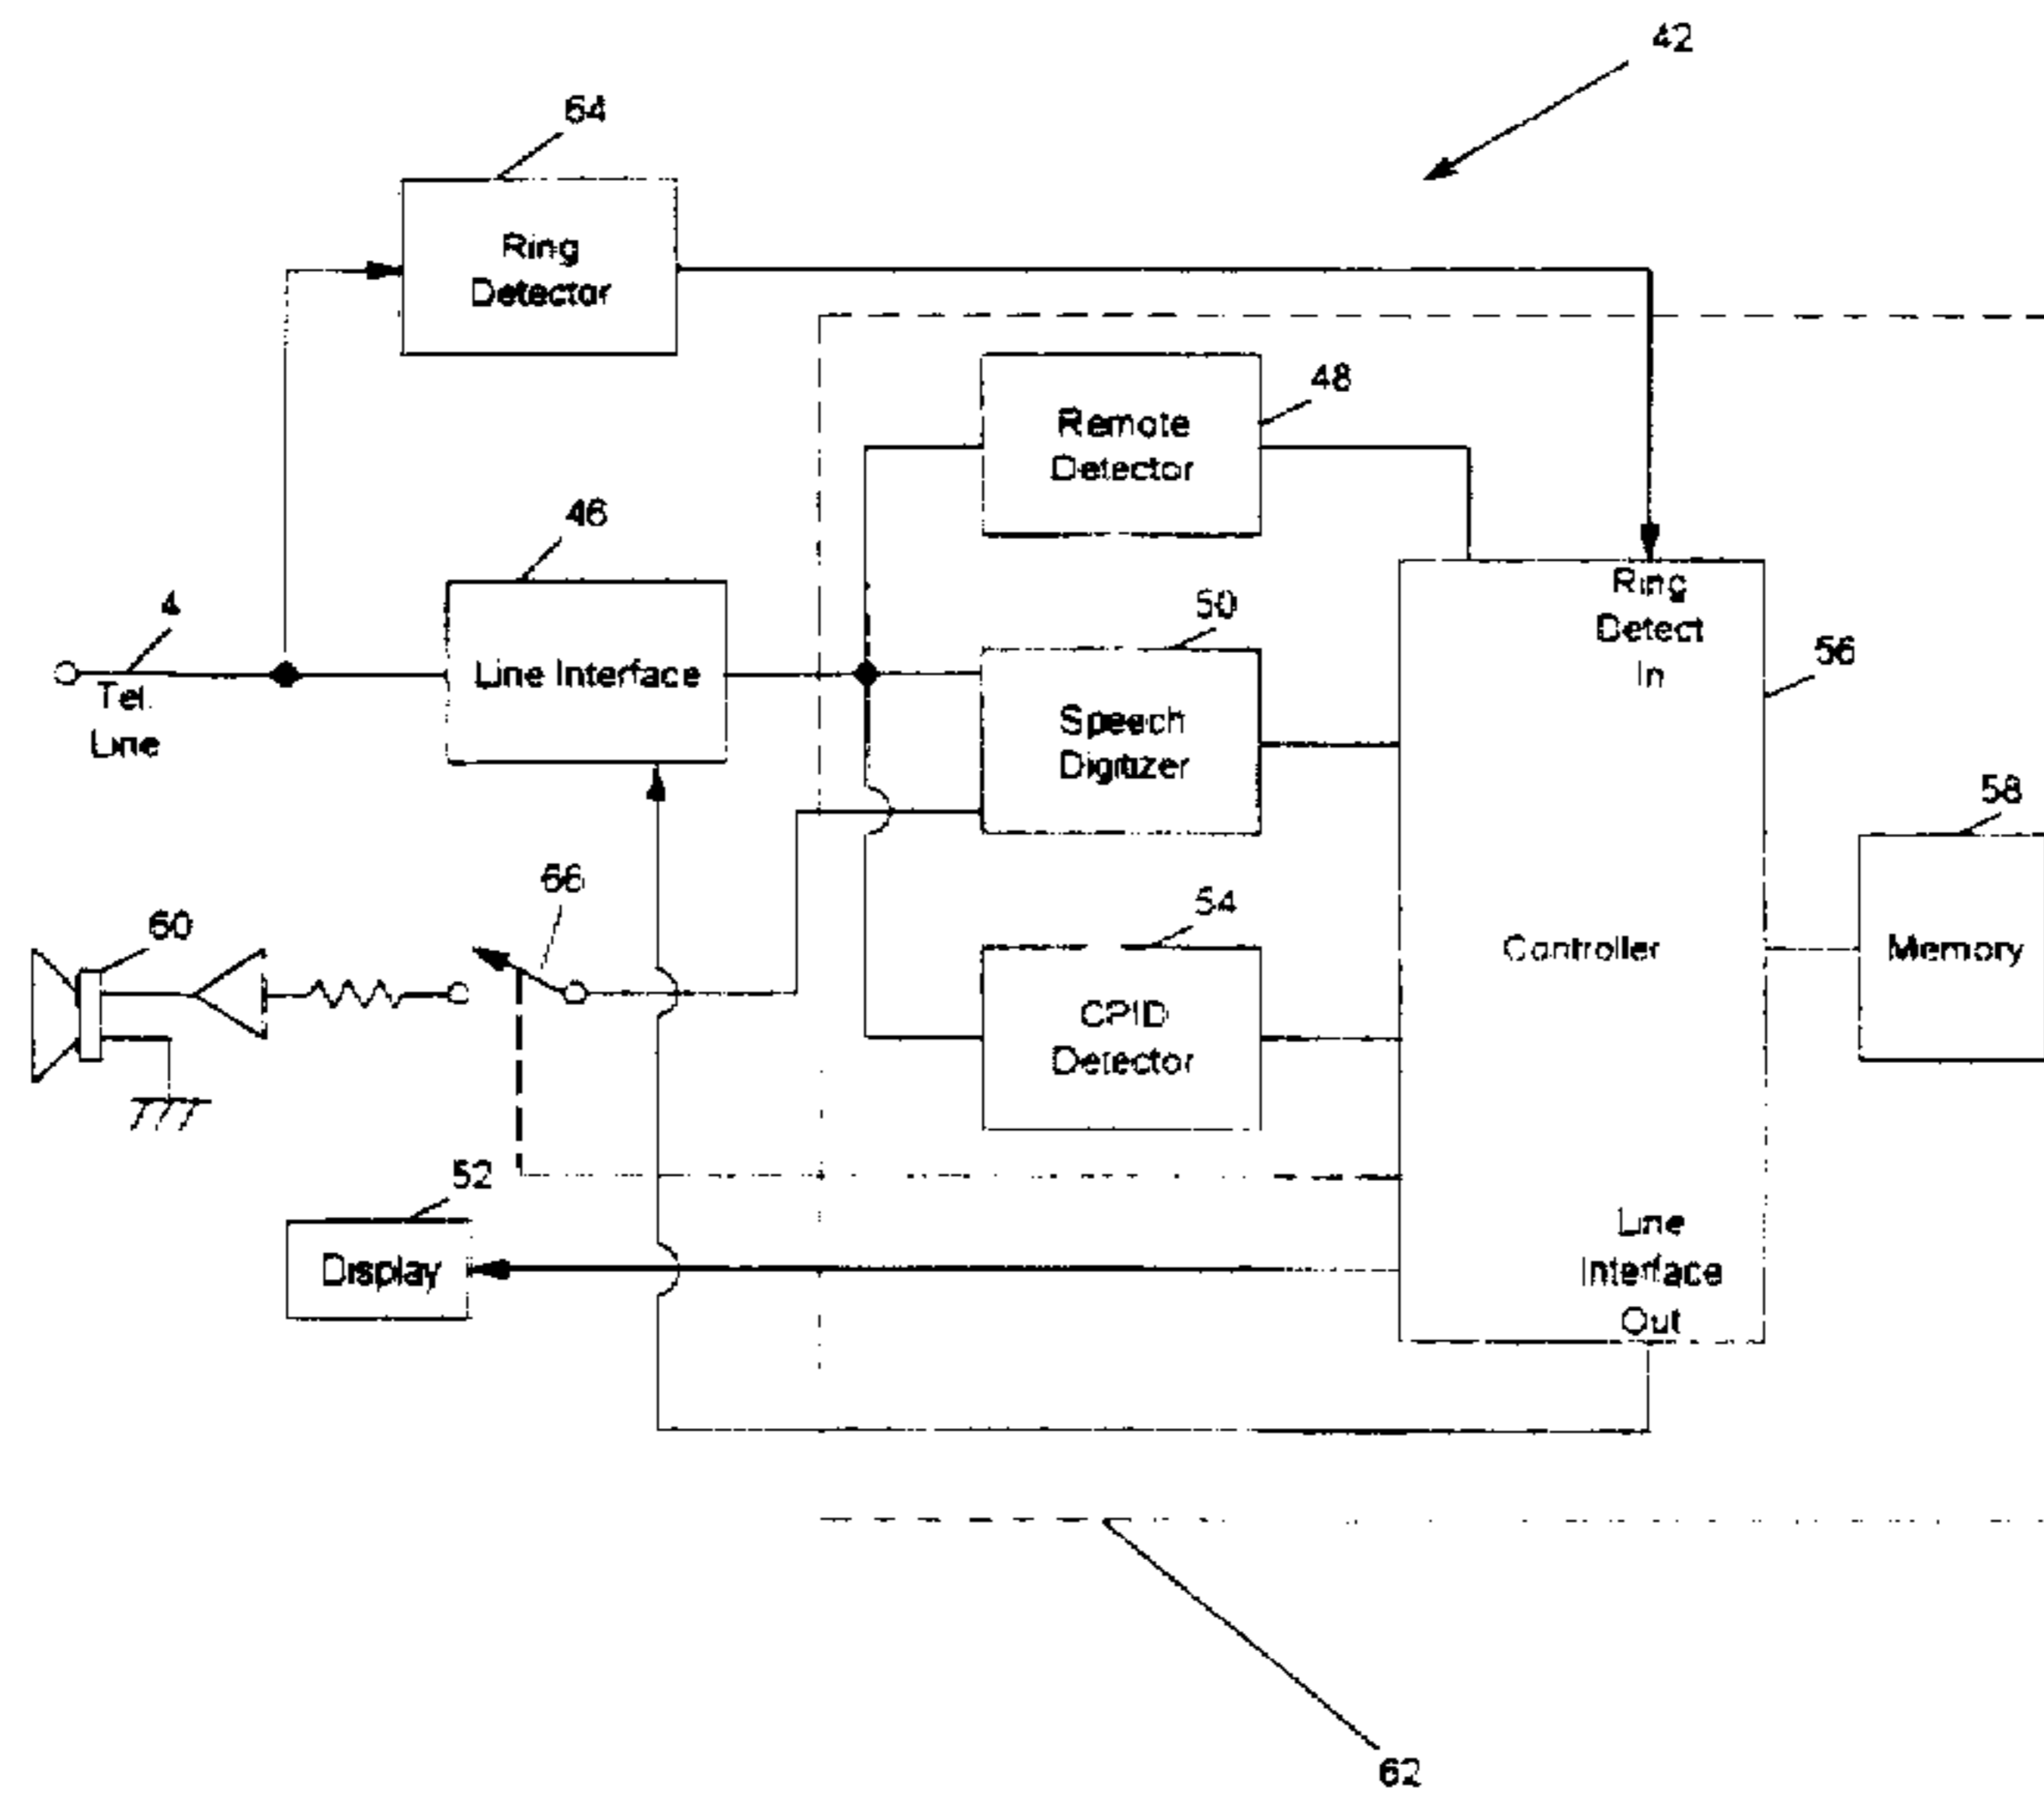 42
64
Ring
Detector
48
Remote
Detector
46
4
Line Interface
Tel.
Line
50
Speech
Digitizer
Ring
Detect
In
56
58
Memory
66
60
54
CPID
Detector
Controller
52
Display
Line
Interface
Out
62